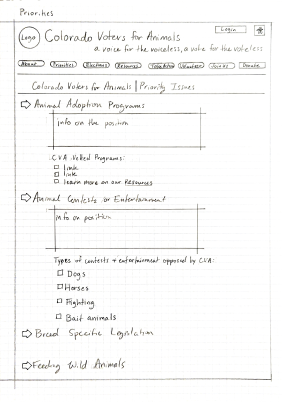 Priorities
Logo
Colorado Voters for Animals
Login
a voice for the voiceless, a vote for the voteless
About
Priorities
Elections
Resources
Take Action
Volunteer
Join Us
Donate
Colorado Voters for Animals | Priority Issues
Animal Adoption Programs
info on the position
CVA Vetted Programs:
link
link
learn more on our Resources
Animal Contests or Entertainment
info on position
Types of contests + entertainment opposed by CVA:
Dogs
Horses
Fighting
Bait animals
Breed Specific Legislation
Feeding Wild Animals